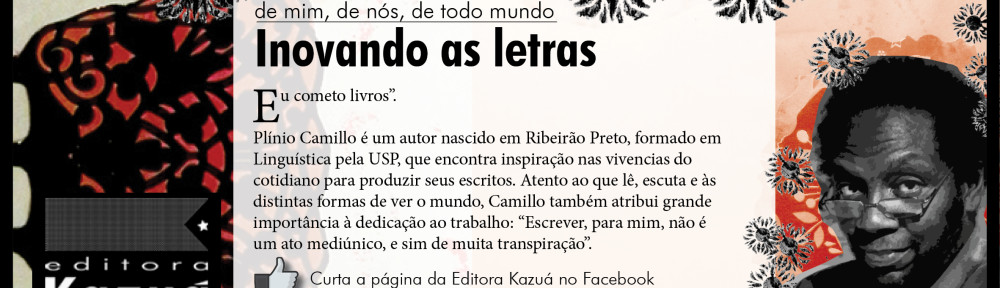 de mim, de nós, de todo mundo
Inovando as letras
Eu cometo livros”.
Plínio Camillo é um autor nascido em Ribeirão Preto, formado em
Linguística pela USP, que encontra inspiração nas vivencias do
cotidiano para produzir seus escritos. Atento ao que lê, escuta e às
distintas formas de ver o mundo, Camillo também atribui grande
importância à dedicação ao trabalho: “Escrever, para mim, não é
um ato mediúnico, e sim de muita transpiração”.
editora
Kazuá
Curta a página da Editora Kazuá no Facebook